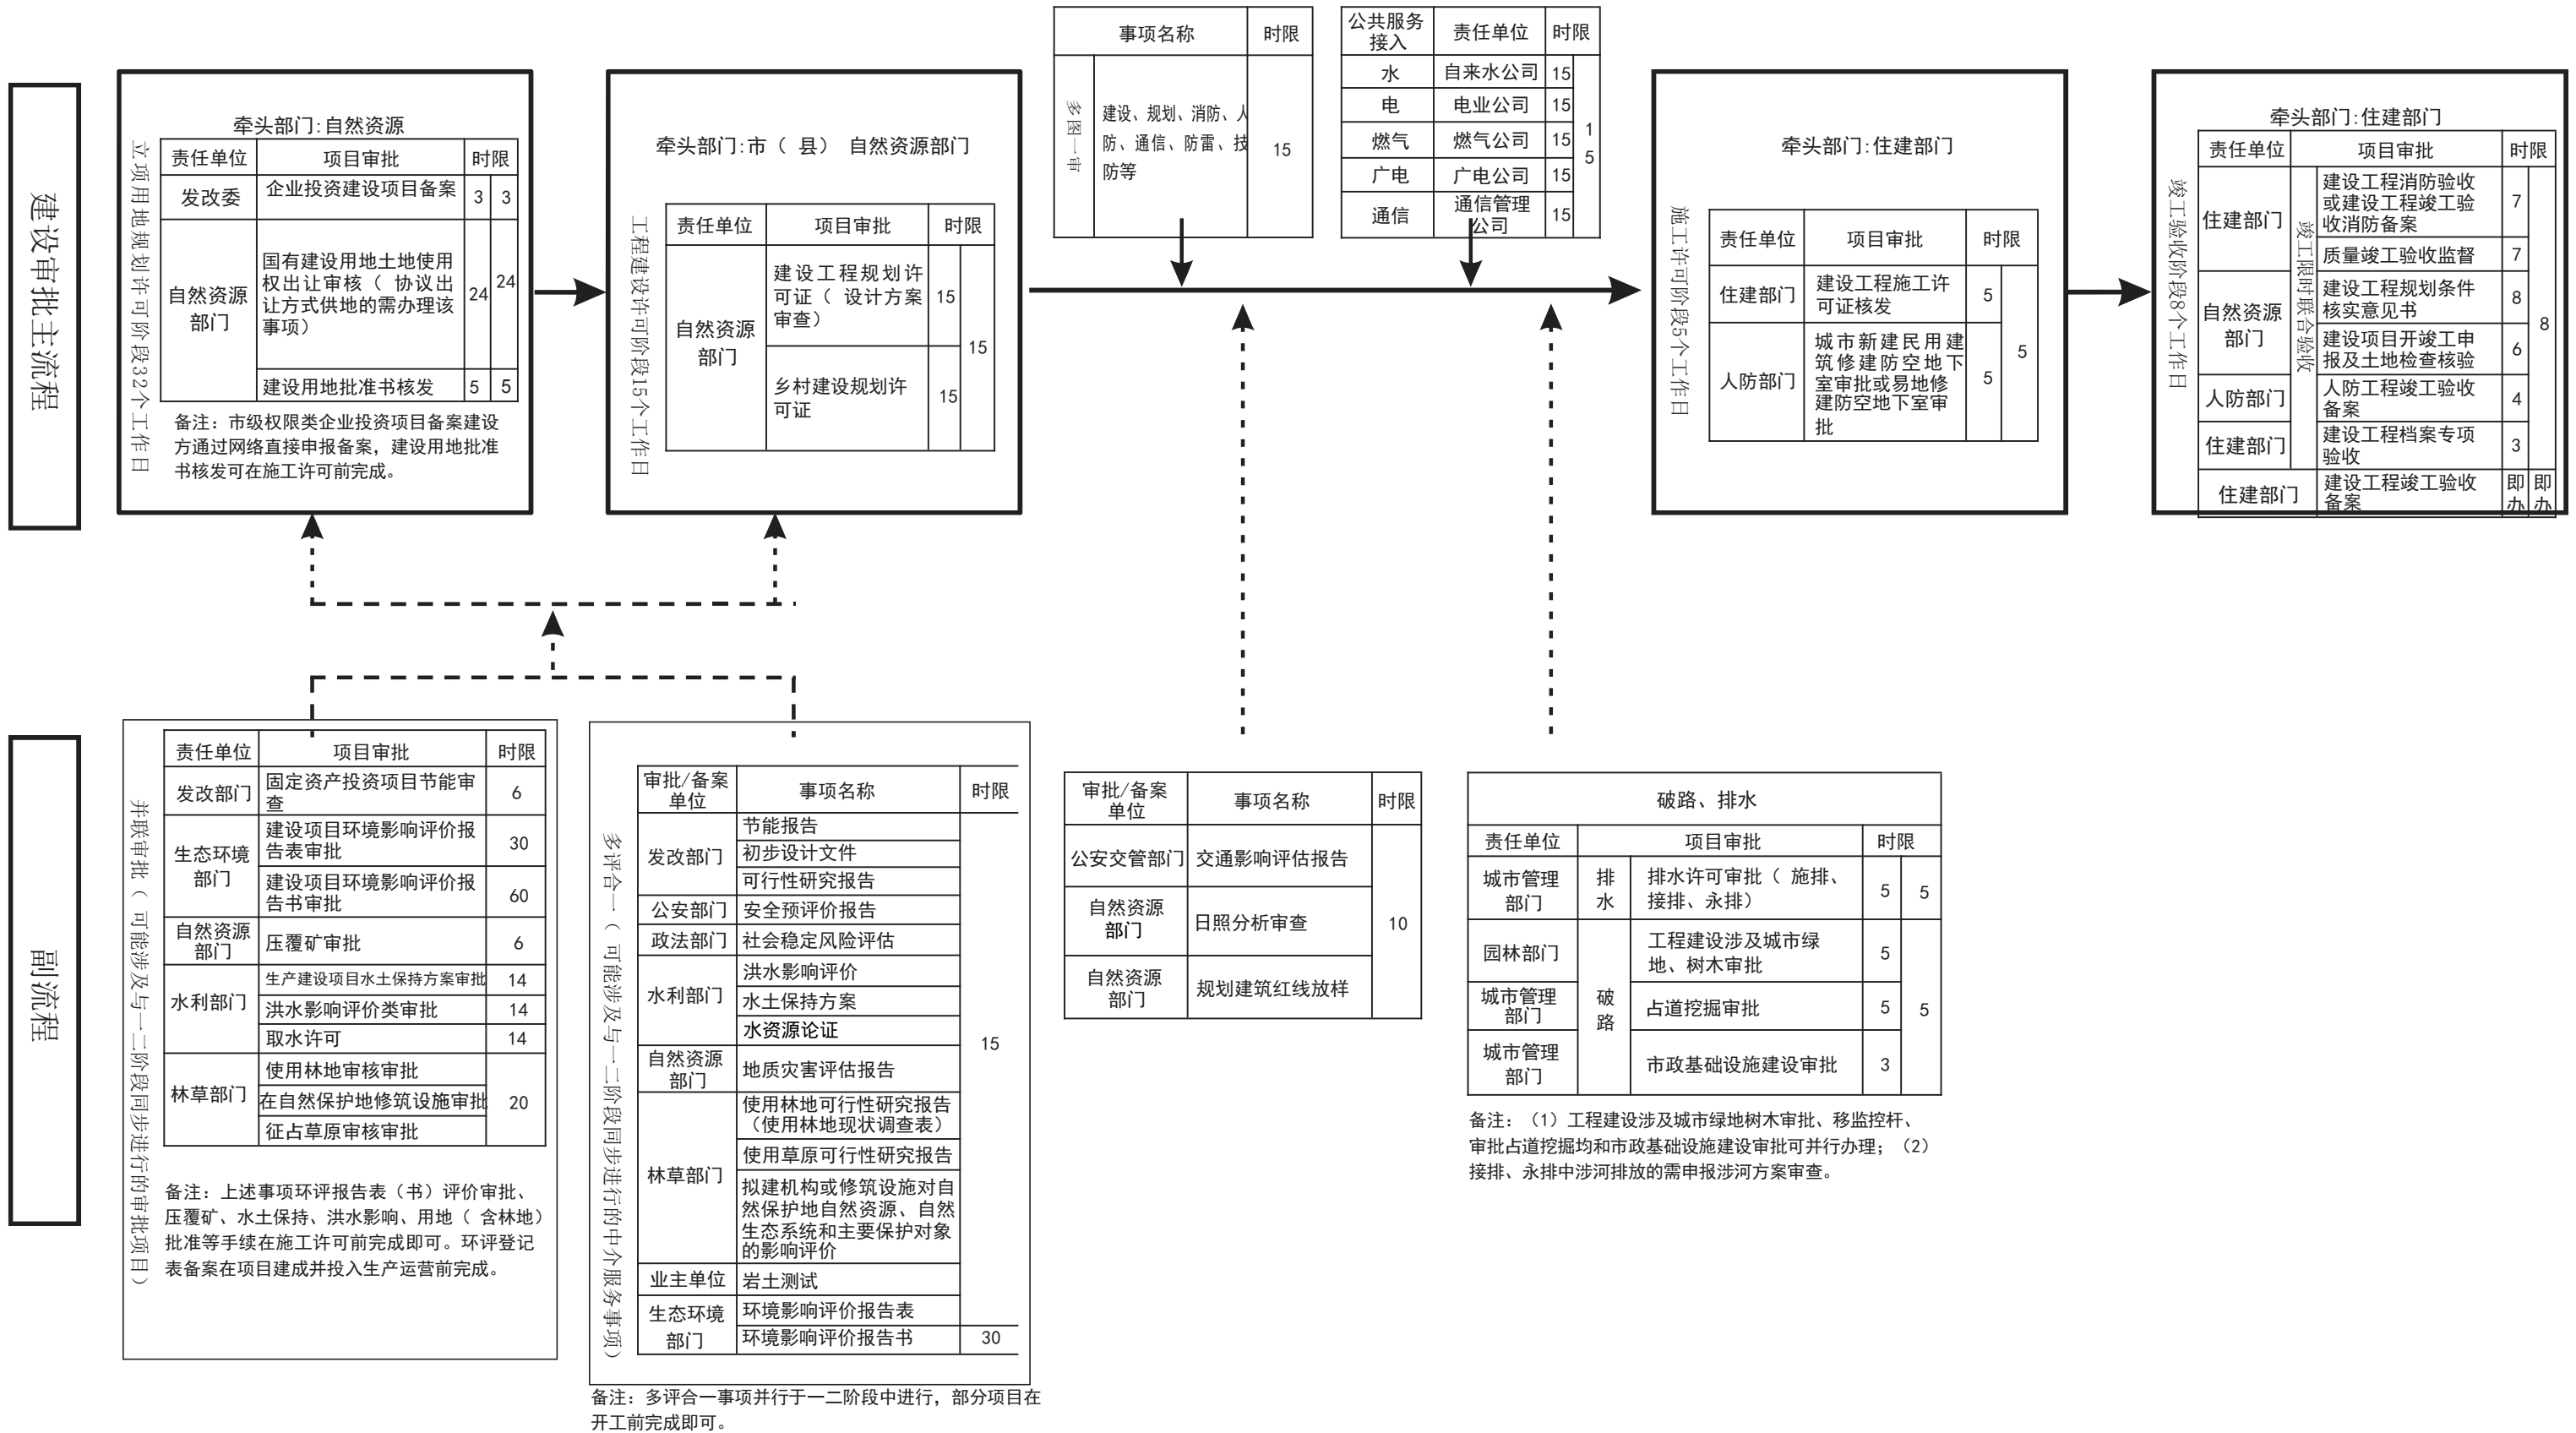 建设审批主流程
立项用地规划许可阶段32个工作日
牵头部门:自然资源
责任单位 项目审批 时限
发改委 企业投资建设项目备案 3 3
自然资源
部门
国有建设用地土地使用
权出让审核（ 协议出
让方式供地的需办理该
事项）
24 24
建设用地批准书核发 5 5
备注：市级权限类企业投资项目备案建设
方通过网络直接申报备案，建设用地批准
书核发可在施工许可前完成。
工程建设许可阶段15个工作日
牵头部门:市（ 县） 自然资源部门
责任单位 项目审批 时限
自然资源
部门
建设工程规划许
可证（ 设计方案
审查）
15
乡村建设规划许
可证
15
15
事项名称 时限
多图一审
建设、规划、消防、人
防、通信、防雷、技
防等
15
公共服务
接入
责任单位 时限
水 自来水公司 15
电 电业公司 15
燃气 燃气公司 15
广电 广电公司 15
通信 通信管理
公司
15
1
5
施工许可阶段5个工作日
牵头部门:住建部门
责任单位 项目审批 时限
住建部门 建设工程施工许
可证核发
5
人防部门
城市新建民用建
筑修建防空地下
室审批或易地修
建防空地下室审
批
5
5
竣工验收阶段8个工作日
牵头部门:住建部门
责任单位 项目审批 时限
竣工限时联合验收
住建部门
建设工程消防验收
或建设工程竣工验
收消防备案
7
质量竣工验收监督 7
自然资源
部门
建设工程规划条件
核实意见书
8
建设项目开竣工申
报及土地检查核验
6
人防部门 人防工程竣工验收
备案
4
住建部门 建设工程档案专项
验收
3
8
住建部门 建设工程竣工验收
备案
即
办
即
办
副流程
并联审批（ 可能涉及与一二阶段同步进行的审批项目）
责任单位 项目审批 时限
发改部门 固定资产投资项目节能审
查
6
生态环境
部门
建设项目环境影响评价报
告表审批
30
建设项目环境影响评价报
告书审批
60
自然资源
部门
压覆矿审批 6
水利部门
生产建设项目水土保持方案审批 14
洪水影响评价类审批 14
取水许可 14
林草部门
使用林地审核审批
在自然保护地修筑设施审批
征占草原审核审批
20
备注：上述事项环评报告表（书）评价审批、
压覆矿、水土保持、洪水影响、用地（ 含林地）
批准等手续在施工许可前完成即可。环评登记
表备案在项目建成并投入生产运营前完成。
多评合一（ 可能涉及与一二阶段同步进行的中介服务事项）
审批/备案
单位
事项名称 时限
发改部门
节能报告
初步设计文件
可行性研究报告
公安部门 安全预评价报告
政法部门 社会稳定风险评估
水利部门
洪水影响评价
水土保持方案
水资源论证
自然资源
部门
地质灾害评估报告
林草部门
使用林地可行性研究报告
（使用林地现状调查表）
使用草原可行性研究报告
拟建机构或修筑设施对自
然保护地自然资源、自然
生态系统和主要保护对象
的影响评价
业主单位 岩土测试
15
生态环境
部门
环境影响评价报告表
环境影响评价报告书 30
备注：多评合一事项并行于一二阶段中进行，部分项目在
开工前完成即可。
审批/备案
单位
事项名称 时限
公安交管部门 交通影响评估报告
自然资源
部门
日照分析审查
自然资源
部门
规划建筑红线放样
10
破路、排水
责任单位 项目审批 时限
城市管理
部门
排
水
排水许可审批（ 施排、
接排、永排）
5 5
园林部门
破
路
工程建设涉及城市绿
地、树木审批
5
城市管理
部门
占道挖掘审批 5
城市管理
部门
市政基础设施建设审批 3
5
备注：（1）工程建设涉及城市绿地树木审批、移监控杆、
审批占道挖掘均和市政基础设施建设审批可并行办理；（2）
接排、永排中涉河排放的需申报涉河方案审查。